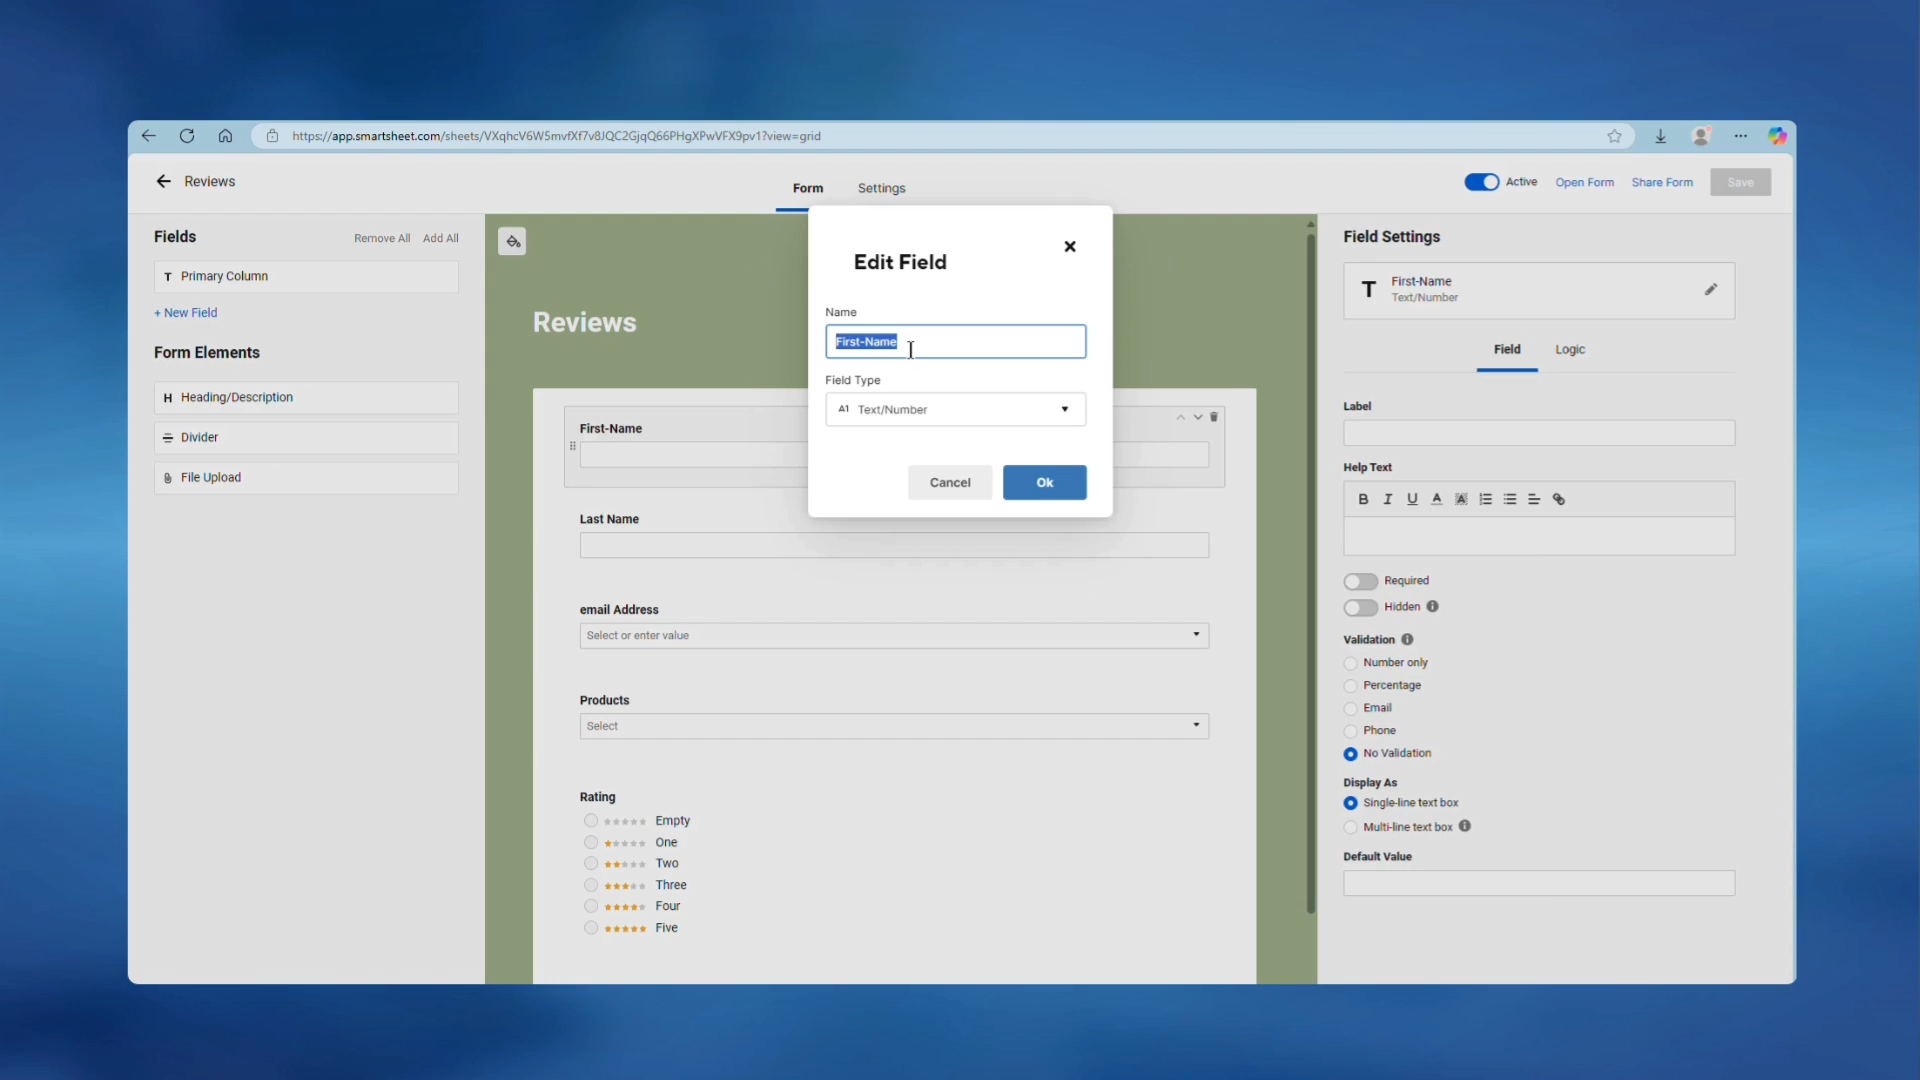 https://app.smartsheet.com/sheets/VXqhcV6W5mvfXf7v8JQC2GjqQ66PHgXPwVFX9pv1?view=grid
Reviews
Form
Settings
Active
Open Form
Share Form
Save
Fields
Remove All
Add All
T Primary Column
+ New Field
Form Elements
H Heading/Description
Divider
File Upload
Reviews
First-Name
Last Name
email Address
Select or enter value
Products
Select
Rating
Empty
One
Two
Three
Four
Five
Edit Field
Name
First-Name
Field Type
A1 Text/Number
Cancel
Ok
Field Settings
T First-Name
Text/Number
Field
Logic
Label
Help Text
B I U A A
Required
Hidden
Validation
Number only
Percentage
Email
Phone
No Validation
Display As
Single-line text box
Multi-line text box
Default Value